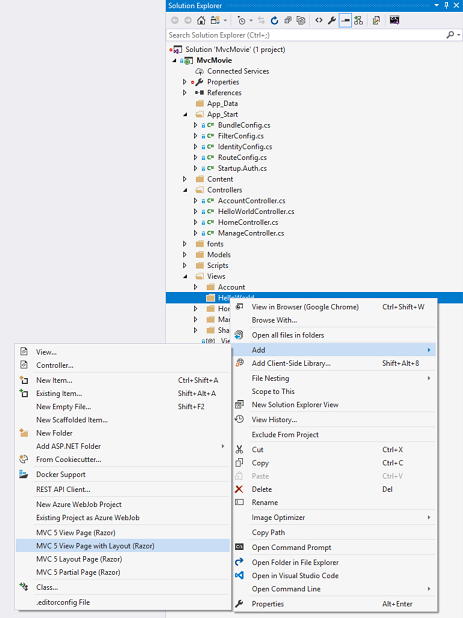 Solution Explorer
Search Solution Explorer (Ctrl+;)
Solution 'MvcMovie' (1 project)
MvcMovie
Connected Services
Properties
References
App_Data
App_Start
BundleConfig.cs
FilterConfig.cs
IdentityConfig.cs
RouteConfig.cs
Startup.Auth.cs
Content
Controllers
AccountController.cs
HelloWorldController.cs
HomeController.cs
ManageController.cs
fonts
Models
Scripts
Views
Account
HelloWorld
Hor
Mar
Sha
_Vie
View in Browser (Google Chrome) Ctrl+Shift+W
Browse With...
Open all files in folders
Add
Add Client-Side Library... Shift+Alt+8
File Nesting
Scope to This
New Solution Explorer View
View History...
Exclude From Project
Cut Ctrl+X
Copy Ctrl+C
Paste Ctrl+V
Delete Del
Rename
Image Optimizer
Copy Path
Open Command Prompt
Open Folder in File Explorer
Open in Visual Studio Code
Open Command Line
Properties Alt+Enter
View...
Controller...
New Item... Ctrl+Shift+A
Existing Item... Shift+Alt+A
New Empty File... Shift+F2
New Scaffolded Item...
New Folder
Add ASP.NET Folder
From Cookiecutter...
Docker Support
REST API Client...
New Azure WebJob Project
Existing Project as Azure WebJob
MVC 5 View Page (Razor)
MVC 5 View Page with Layout (Razor)
MVC 5 Layout Page (Razor)
MVC 5 Partial Page (Razor)
Class...
.editorconfig File